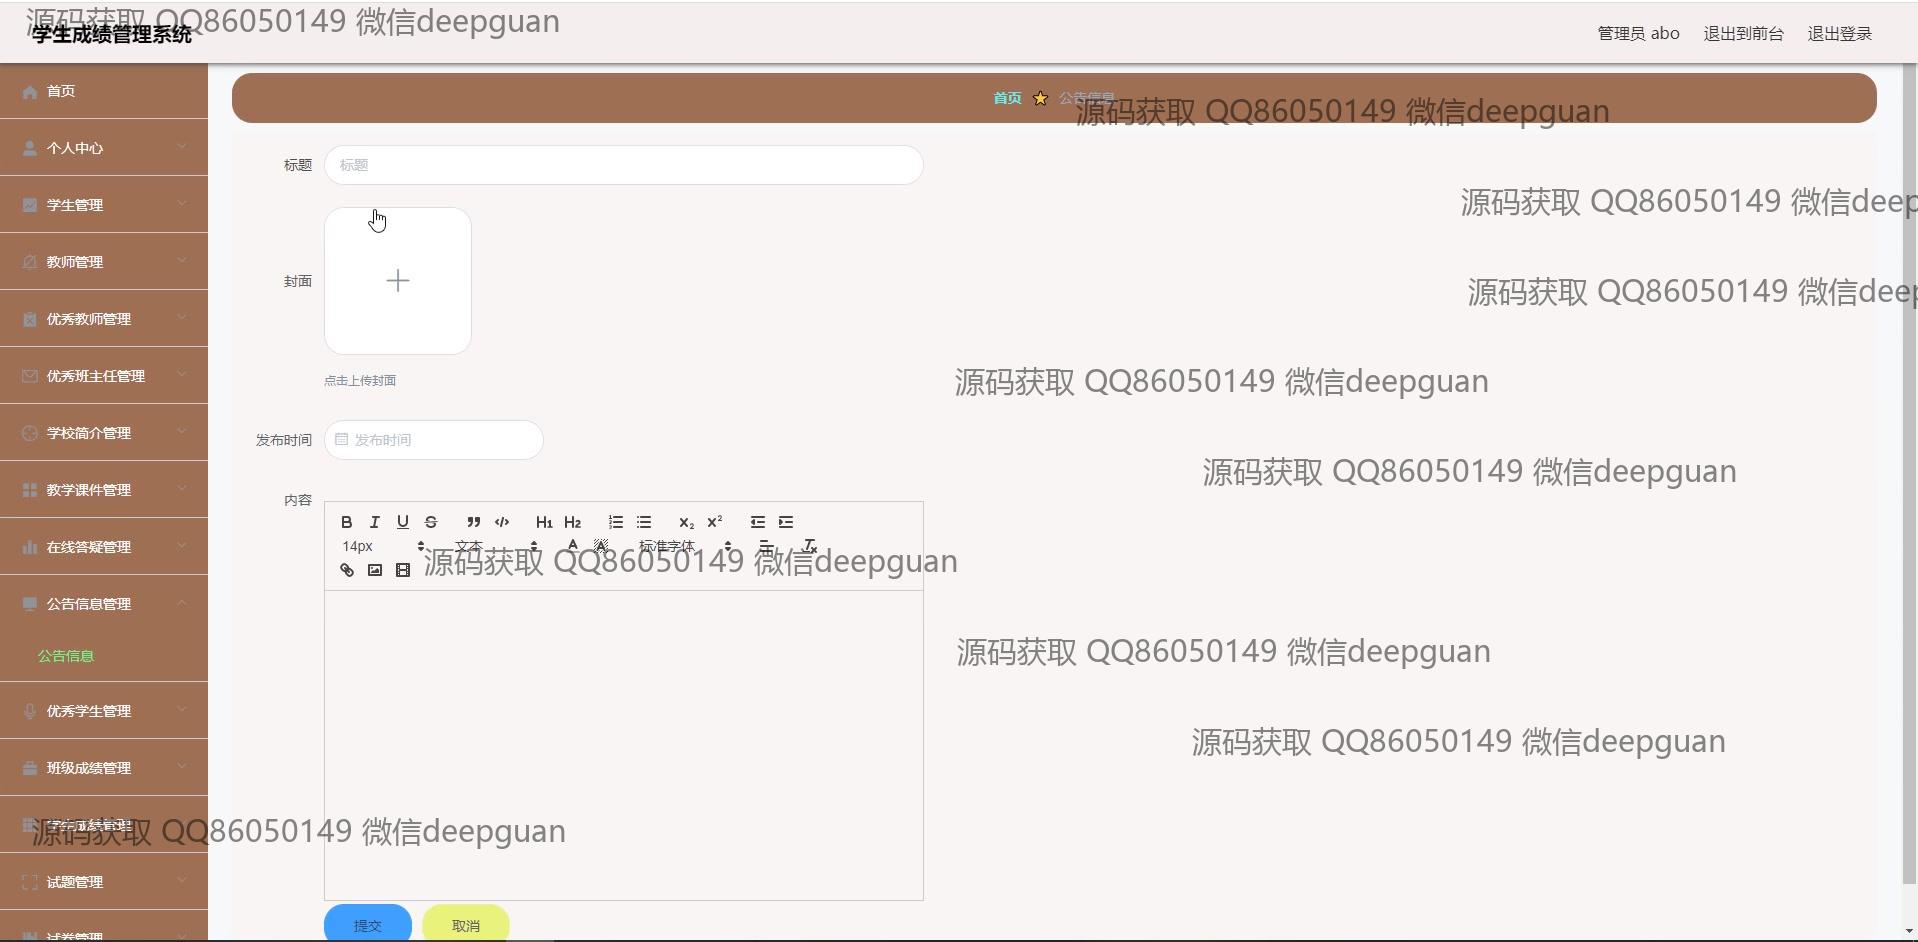 源码获取 QQ86050149 微信deepguan
学生成绩管理系统
管理员 abo 退出到前台 退出登录
首页
个人中心
学生管理
教师管理
优秀教师管理
优秀班主任管理
学校简介管理
教学课件管理
在线答疑管理
公告信息管理
公告信息
优秀学生管理
班级成绩管理
学生成绩管理
源码获取 QQ86050149 微信deepguan
试题管理
试卷管理
首页 公告信息
源码获取 QQ86050149 微信deepguan
标题 标题
源码获取 QQ86050149 微信deep
封面
源码获取 QQ86050149 微信deep
点击上传封面
源码获取 QQ86050149 微信deepguan
发布时间 发布时间
源码获取 QQ86050149 微信deepguan
内容
B I U S H1 H2 X2 X2
14px 文本 A A 标准字体
源码获取 QQ86050149 微信deepguan
源码获取 QQ86050149 微信deepguan
源码获取 QQ86050149 微信deepguan
提交 取消